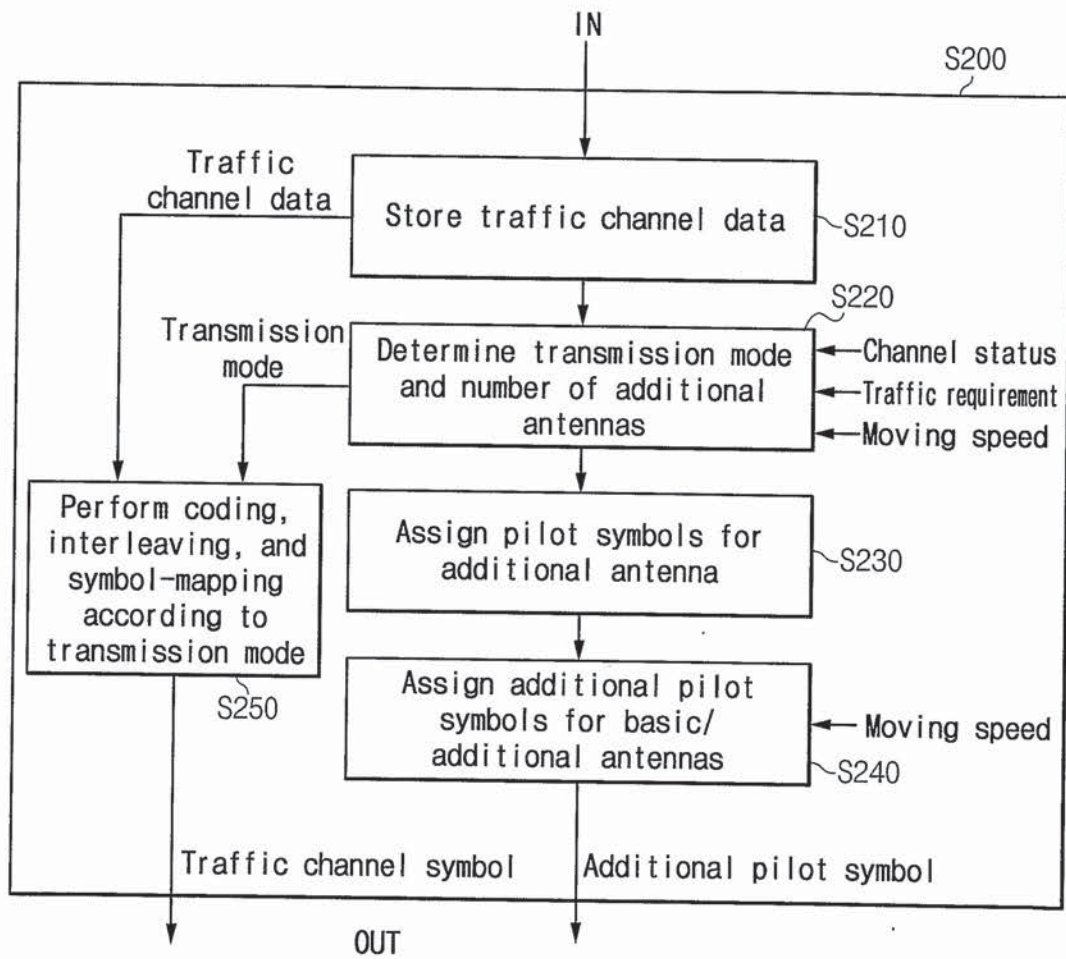 IN
S200
Traffic
channel data
Store traffic channel data
S210
S220
Transmission
mode
Determine transmission mode
and number of additional
antennas
Channel status
Traffic requirement
Moving speed
Perform coding,
interleaving, and
symbol-mapping
according to
transmission mode
S250
Assign pilot symbols for
additional antenna
S230
Assign additional pilot
symbols for basic/
additional antennas
Moving speed
S240
Traffic channel symbol
Additional pilot symbol
OUT